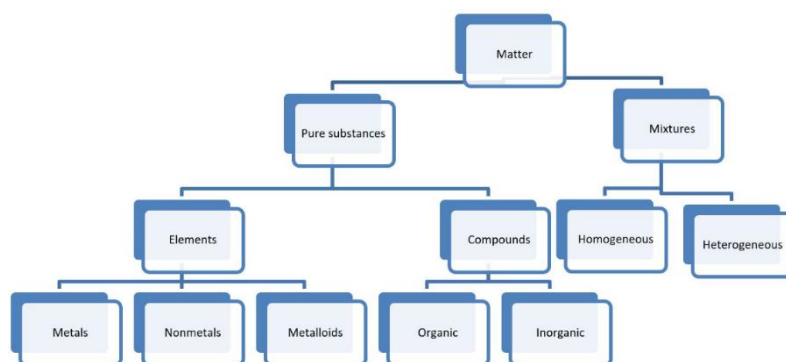 Matter
Pure substances
Mixtures
Elements
Compounds
Homogeneous
Heterogeneous
Metals
Nonmetals
Metalloids
Organic
Inorganic